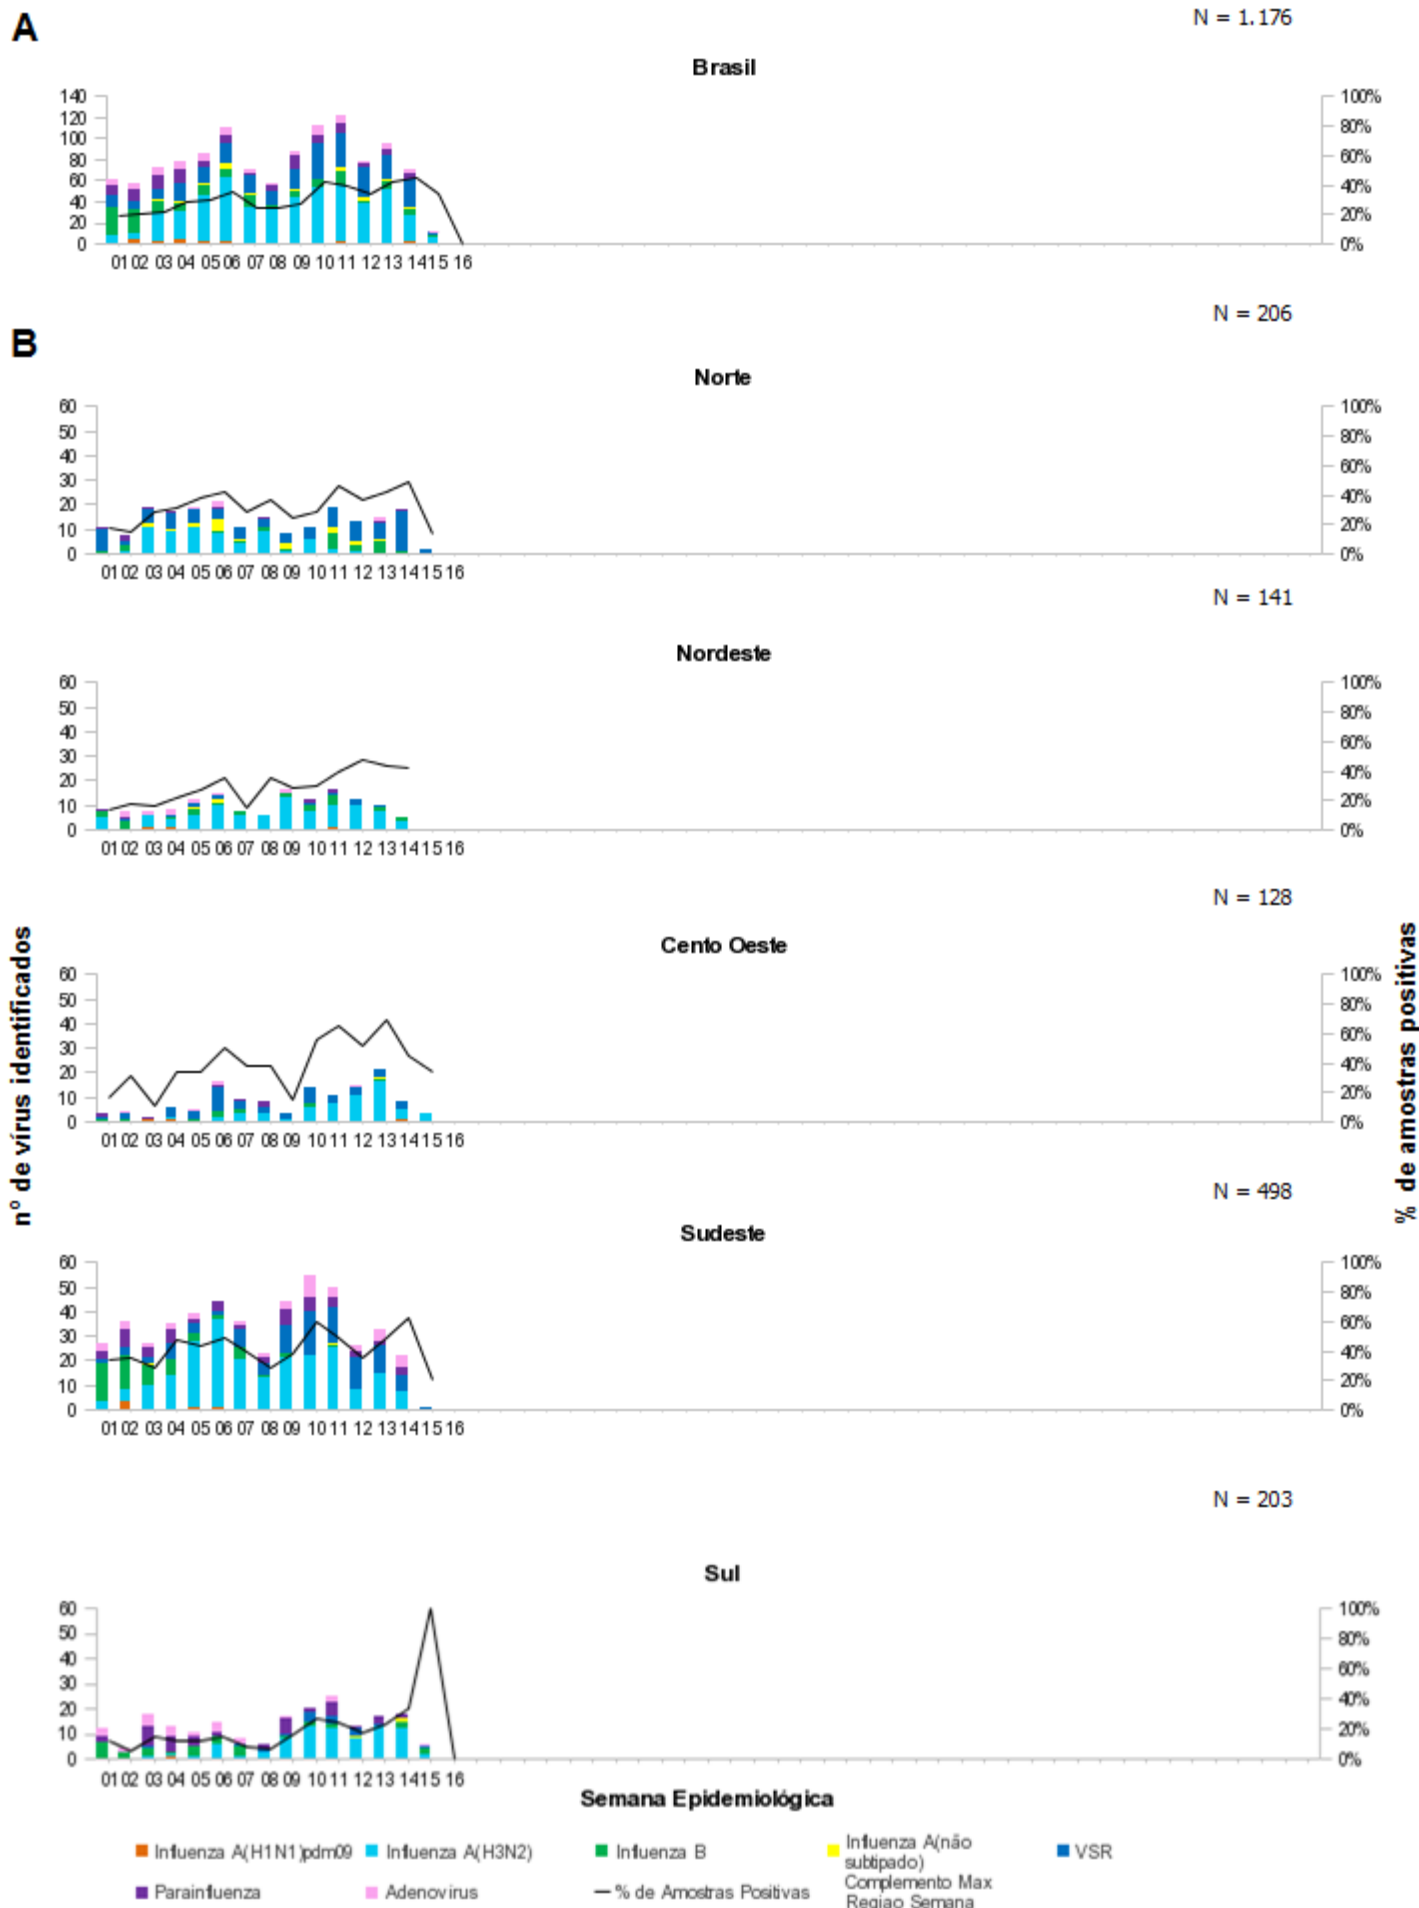 A
N = 1.176
Brasil
140
120
100
80
60
40
20
0
100%
80%
60%
40%
20%
0%
01 02 03 04 05 06 07 08 09 10 11 12 13 14 15 16
N = 206
B
Norte
60
50
40
30
20
10
0
100%
80%
60%
40%
20%
0%
01 02 03 04 05 06 07 08 09 10 11 12 13 14 15 16
N = 141
Nordeste
60
50
40
30
20
10
0
100%
80%
60%
40%
20%
0%
01 02 03 04 05 06 07 08 09 10 11 12 13 14 15 16
N = 128
Cento Oeste
60
50
40
30
20
10
0
100%
80%
60%
40%
20%
0%
01 02 03 04 05 06 07 08 09 10 11 12 13 14 15 16
nº de vírus identificados
% de amostras positivas
N = 498
Sudeste
60
50
40
30
20
10
0
100%
80%
60%
40%
20%
0%
01 02 03 04 05 06 07 08 09 10 11 12 13 14 15 16
N = 203
Sul
60
50
40
30
20
10
0
100%
80%
60%
40%
20%
0%
01 02 03 04 05 06 07 08 09 10 11 12 13 14 15 16
Semana Epidemiológica
Influenza A(H1N1)pdm09
Influenza A(H3N2)
Influenza B
Influenza A(não
subtipado)
VSR
Parainfluenza
Adenovirus
% de Amostras Positivas
Complemento Max
Regiao Semana